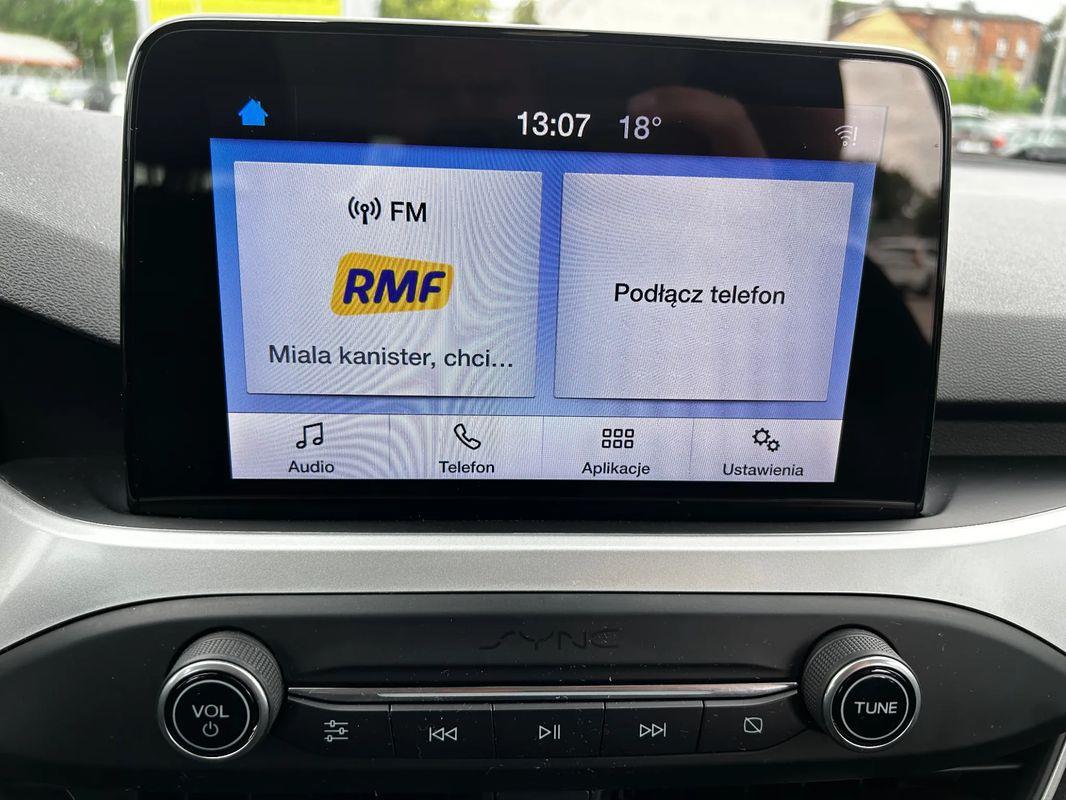 13:07 18°
FM
RMF
Miala kanister, chci...
Podłącz telefon
Audio
Telefon
Aplikacje
Ustawienia
SYNC
VOL
TUNE